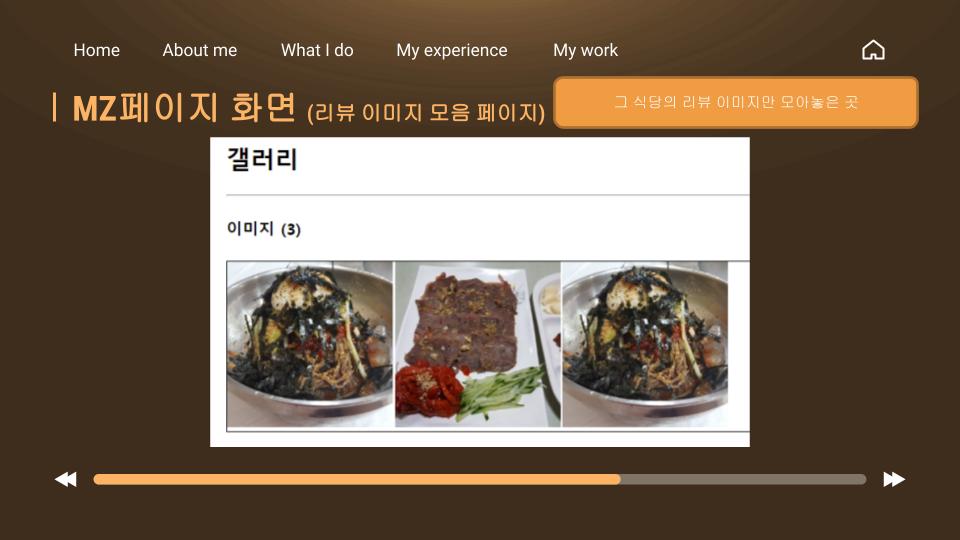 Home About me What I do My experience My work
MZ페이지 화면 (리뷰 이미지 모음 페이지)
그 식당의 리뷰 이미지만 모아놓은 곳
갤러리
이미지 (3)